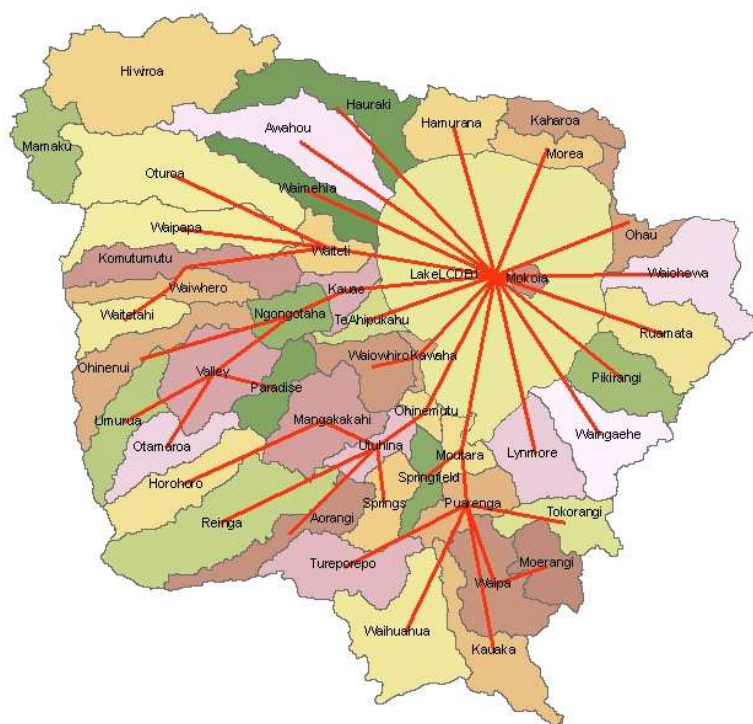 Hiwiroa
Hauraki
Hamurana
Kaharoa
Awahou
Mamaku
Morea
Oturoa
Waimehia
Waipapa
Ohau
Waiteti
Komutumutu
LakeLCDB1
Mokoia
Waiohewa
Waiwhero
Kauae
Waitetahi
Ngongotaha
TeAhipukahu
Ruamata
Ohinenui
Waiowhiro
Kawaha
Valley
Pikirangi
Paradise
Umurua
Ohinemutu
Mangakakahi
Otamaroa
Utuhina
Moutara
Lynmore
Waingaehe
Horohoro
Springfield
Springs
Puarenga
Reinga
Aorangi
Tokorangi
Tureporepo
Moerangi
Waipa
Waihuahua
Kauaka